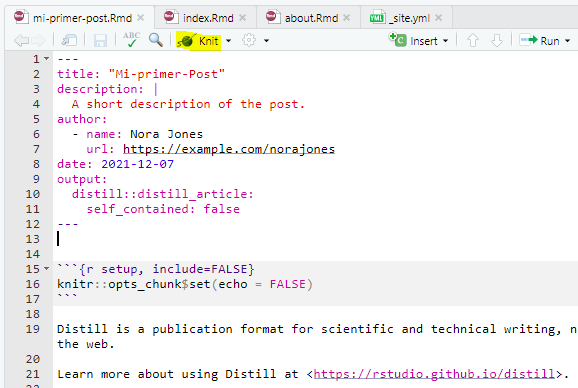 mi-primer-post.Rmd × index.Rmd × about.Rmd × YML _site.yml ×
ABC Knit Insert Run
1 ---
2 title: "Mi-primer-Post"
3 description: |
4   A short description of the post.
5 author:
6   - name: Nora Jones
7     url: https://example.com/norajones
8 date: 2021-12-07
9 output:
10   distill::distill_article:
11     self_contained: false
12 ---
13
14
15 ```{r setup, include=FALSE}
16 knitr::opts_chunk$set(echo = FALSE)
17 ```
18
19 Distill is a publication format for scientific and technical writing, n
the web.
20
21 Learn more about using Distill at <https://rstudio.github.io/distill>.